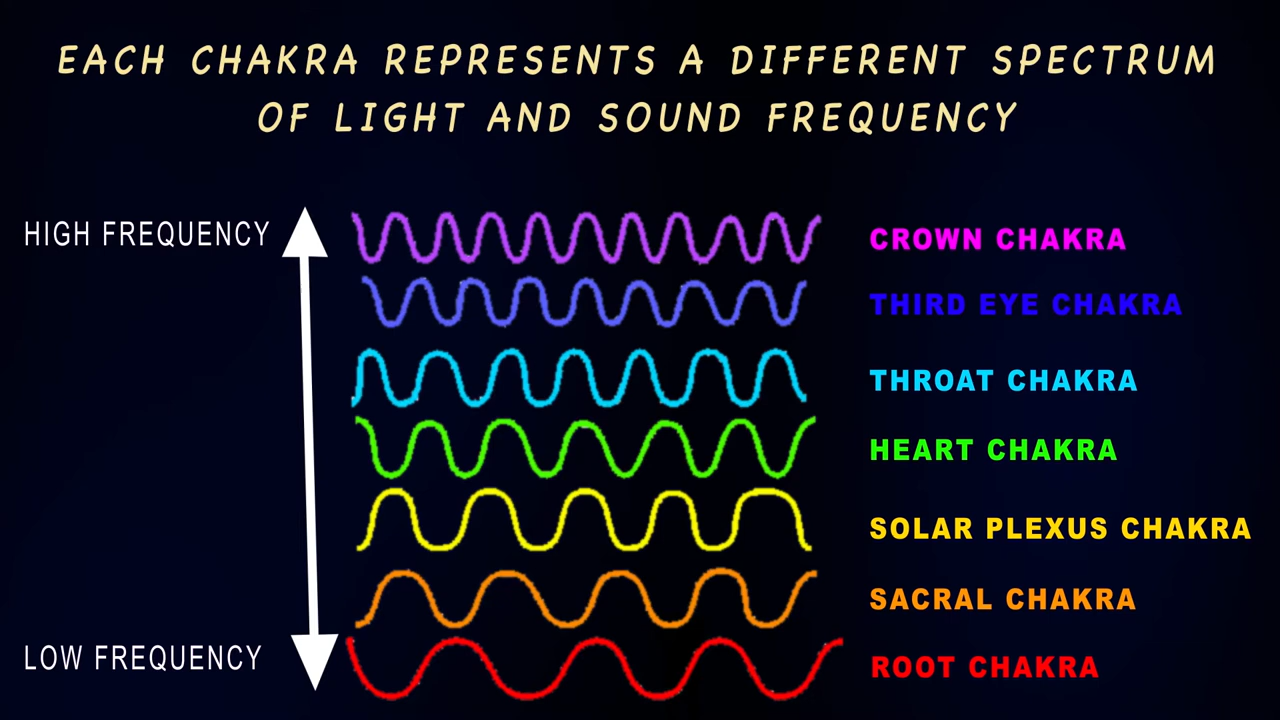 EACH CHAKRA REPRESENTS A DIFFERENT SPECTRUM
OF LIGHT AND SOUND FREQUENCY
HIGH FREQUENCY
CROWN CHAKRA
THIRD EYE CHAKRA
THROAT CHAKRA
HEART CHAKRA
SOLAR PLEXUS CHAKRA
SACRAL CHAKRA
LOW FREQUENCY
ROOT CHAKRA